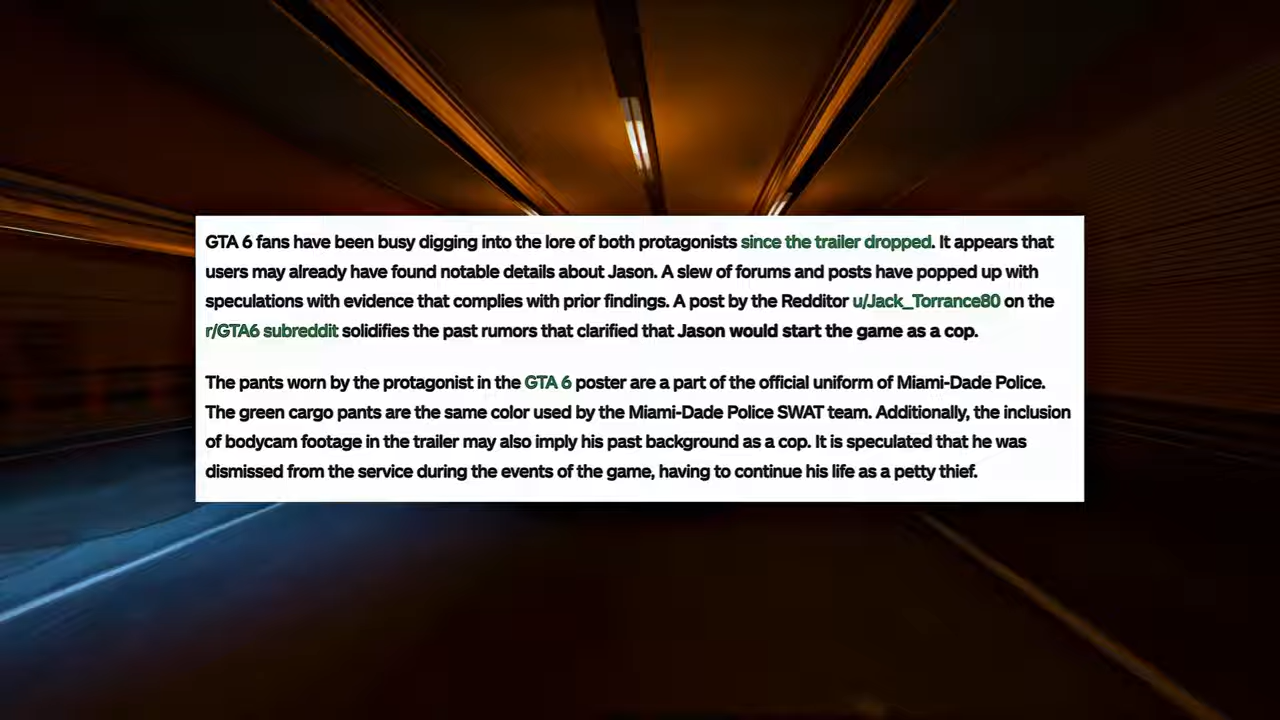 GTA 6 fans have been busy digging into the lore of both protagonists since the trailer dropped. It appears that
users may already have found notable details about Jason. A slew of forums and posts have popped up with
speculations with evidence that complies with prior findings. A post by the Redditor u/Jack_Torrance80 on the
r/GTA6 subreddit solidifies the past rumors that clarified that Jason would start the game as a cop.
The pants worn by the protagonist in the GTA 6 poster are a part of the official uniform of Miami-Dade Police.
The green cargo pants are the same color used by the Miami-Dade Police SWAT team. Additionally, the inclusion
of bodycam footage in the trailer may also imply his past background as a cop. It is speculated that he was
dismissed from the service during the events of the game, having to continue his life as a petty thief.